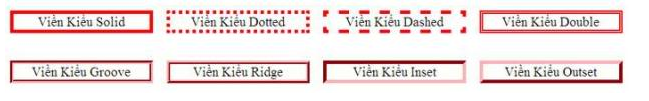 Viền Kiểu Solid Viền Kiểu Dotted Viền Kiểu Dashed Viền Kiểu Double
Viền Kiểu Groove Viền Kiểu Ridge Viền Kiểu Inset Viền Kiểu Outset